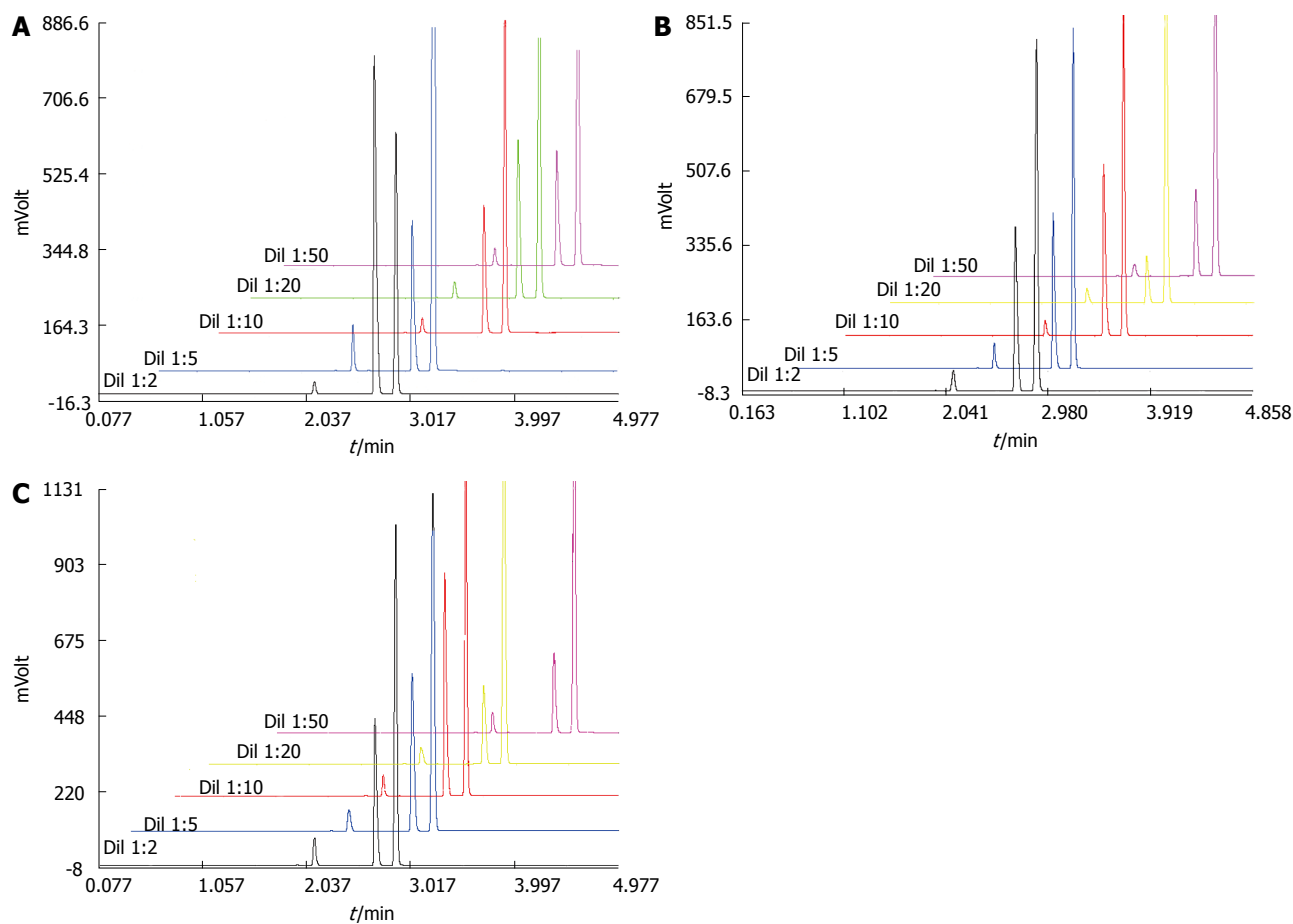 A
886.6
706.6
525.4
344.8
164.3
-16.3
mVolt
Dil 1:50
Dil 1:20
Dil 1:10
Dil 1:5
Dil 1:2
0.077 1.057 2.037 3.017 3.997 4.977
t/min
B
851.5
679.5
507.6
335.6
163.6
-8.3
mVolt
Dil 1:50
Dil 1:20
Dil 1:10
Dil 1:5
Dil 1:2
0.163 1.102 2.041 2.980 3.919 4.858
t/min
C
1131
903
675
448
220
-8
mVolt
Dil 1:50
Dil 1:20
Dil 1:10
Dil 1:5
Dil 1:2
0.077 1.057 2.037 3.017 3.997 4.977
t/min